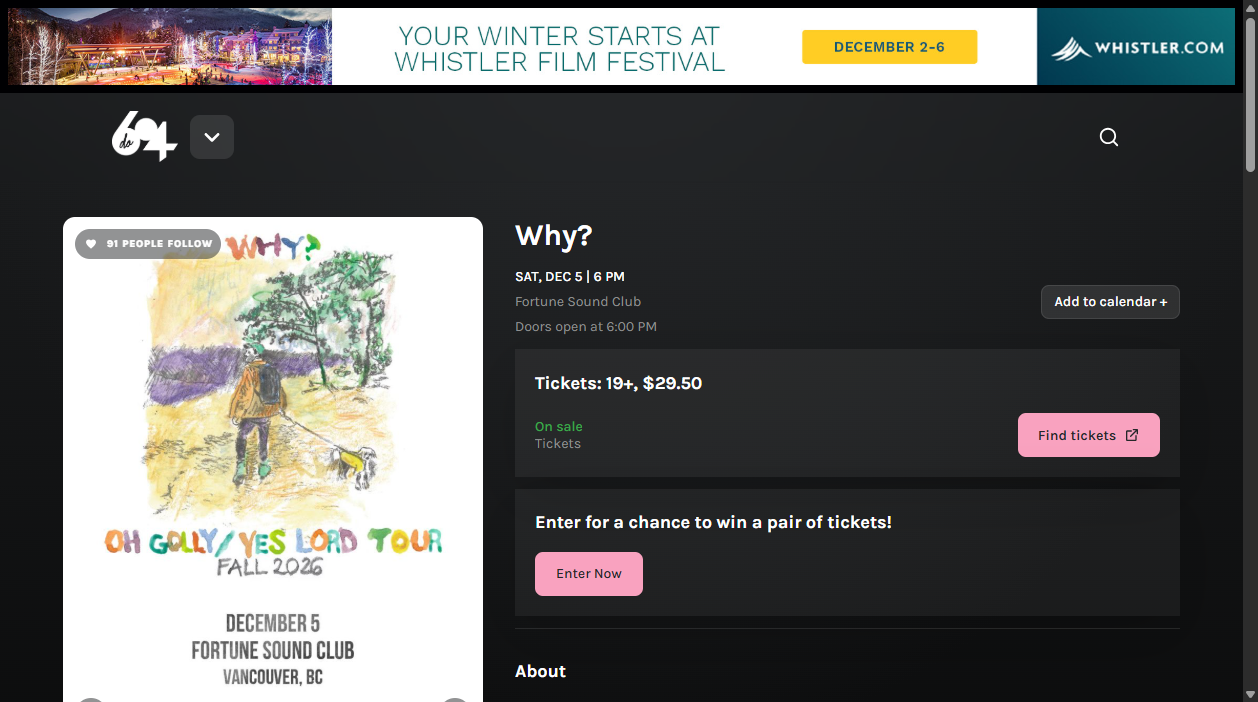 YOUR WINTER STARTS AT
WHISTLER FILM FESTIVAL
DECEMBER 2-6
WHISTLER.COM
do604
91 PEOPLE FOLLOW
WHY?
OH GOLLY/YES LORD TOUR
FALL 2026
DECEMBER 5
FORTUNE SOUND CLUB
VANCOUVER, BC
Why?
SAT, DEC 5 | 6 PM
Fortune Sound Club
Doors open at 6:00 PM
Add to calendar +
Tickets: 19+, $29.50
On sale
Tickets
Find tickets
Enter for a chance to win a pair of tickets!
Enter Now
About